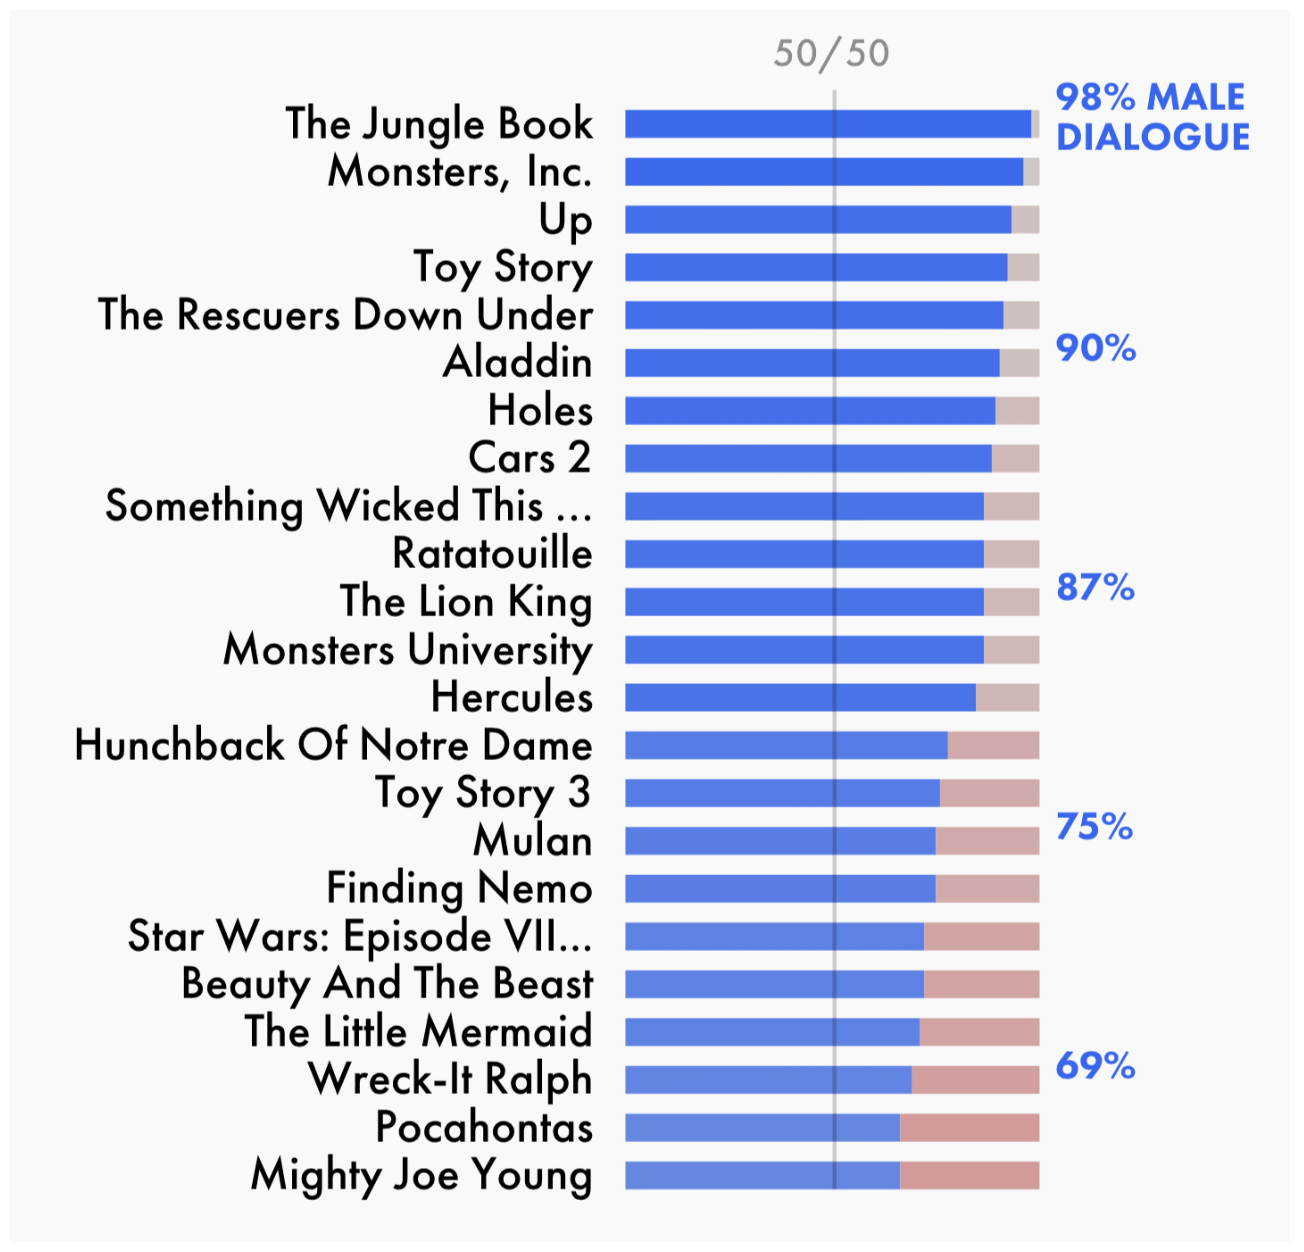 50/50
98% MALE
DIALOGUE
The Jungle Book
Monsters, Inc.
Up
Toy Story
The Rescuers Down Under
Aladdin
90%
Holes
Cars 2
Something Wicked This ...
Ratatouille
The Lion King
87%
Monsters University
Hercules
Hunchback Of Notre Dame
Toy Story 3
Mulan
75%
Finding Nemo
Star Wars: Episode VII...
Beauty And The Beast
The Little Mermaid
Wreck-It Ralph
69%
Pocahontas
Mighty Joe Young